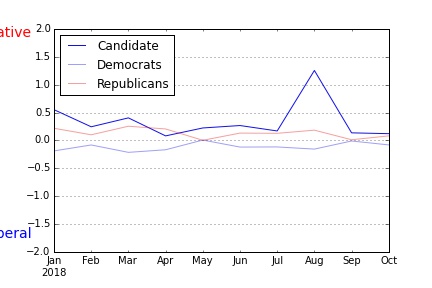 ative
peral
2.0
1.5
1.0
0.5
0.0
−0.5
−1.0
−1.5
−2.0
Candidate
Democrats
Republicans
Jan Feb Mar Apr May Jun Jul Aug Sep Oct
2018